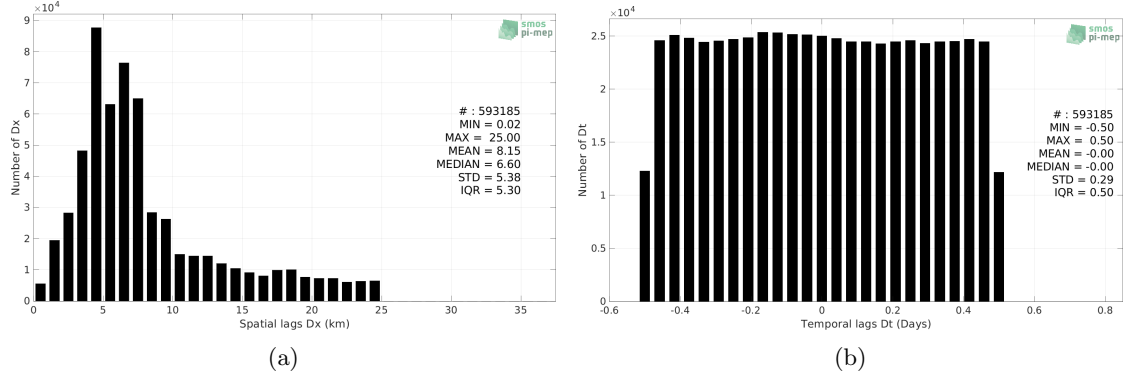 ×10⁴
9
8
7
6
5
4
3
2
1
0
Number of Dx
smos
pi-mep
# : 593185
MIN = 0.02
MAX = 25.00
MEAN = 8.15
MEDIAN = 6.60
STD = 5.38
IQR = 5.30
0 5 10 15 20 25 30 35
Spatial lags Dx (km)
(a)
×10⁴
2.5
2
1.5
1
0.5
0
Number of Dt
smos
pi-mep
# : 593185
MIN = -0.50
MAX = 0.50
MEAN = -0.00
MEDIAN = -0.00
STD = 0.29
IQR = 0.50
-0.6 -0.4 -0.2 0 0.2 0.4 0.6 0.8
Temporal lags Dt (Days)
(b)